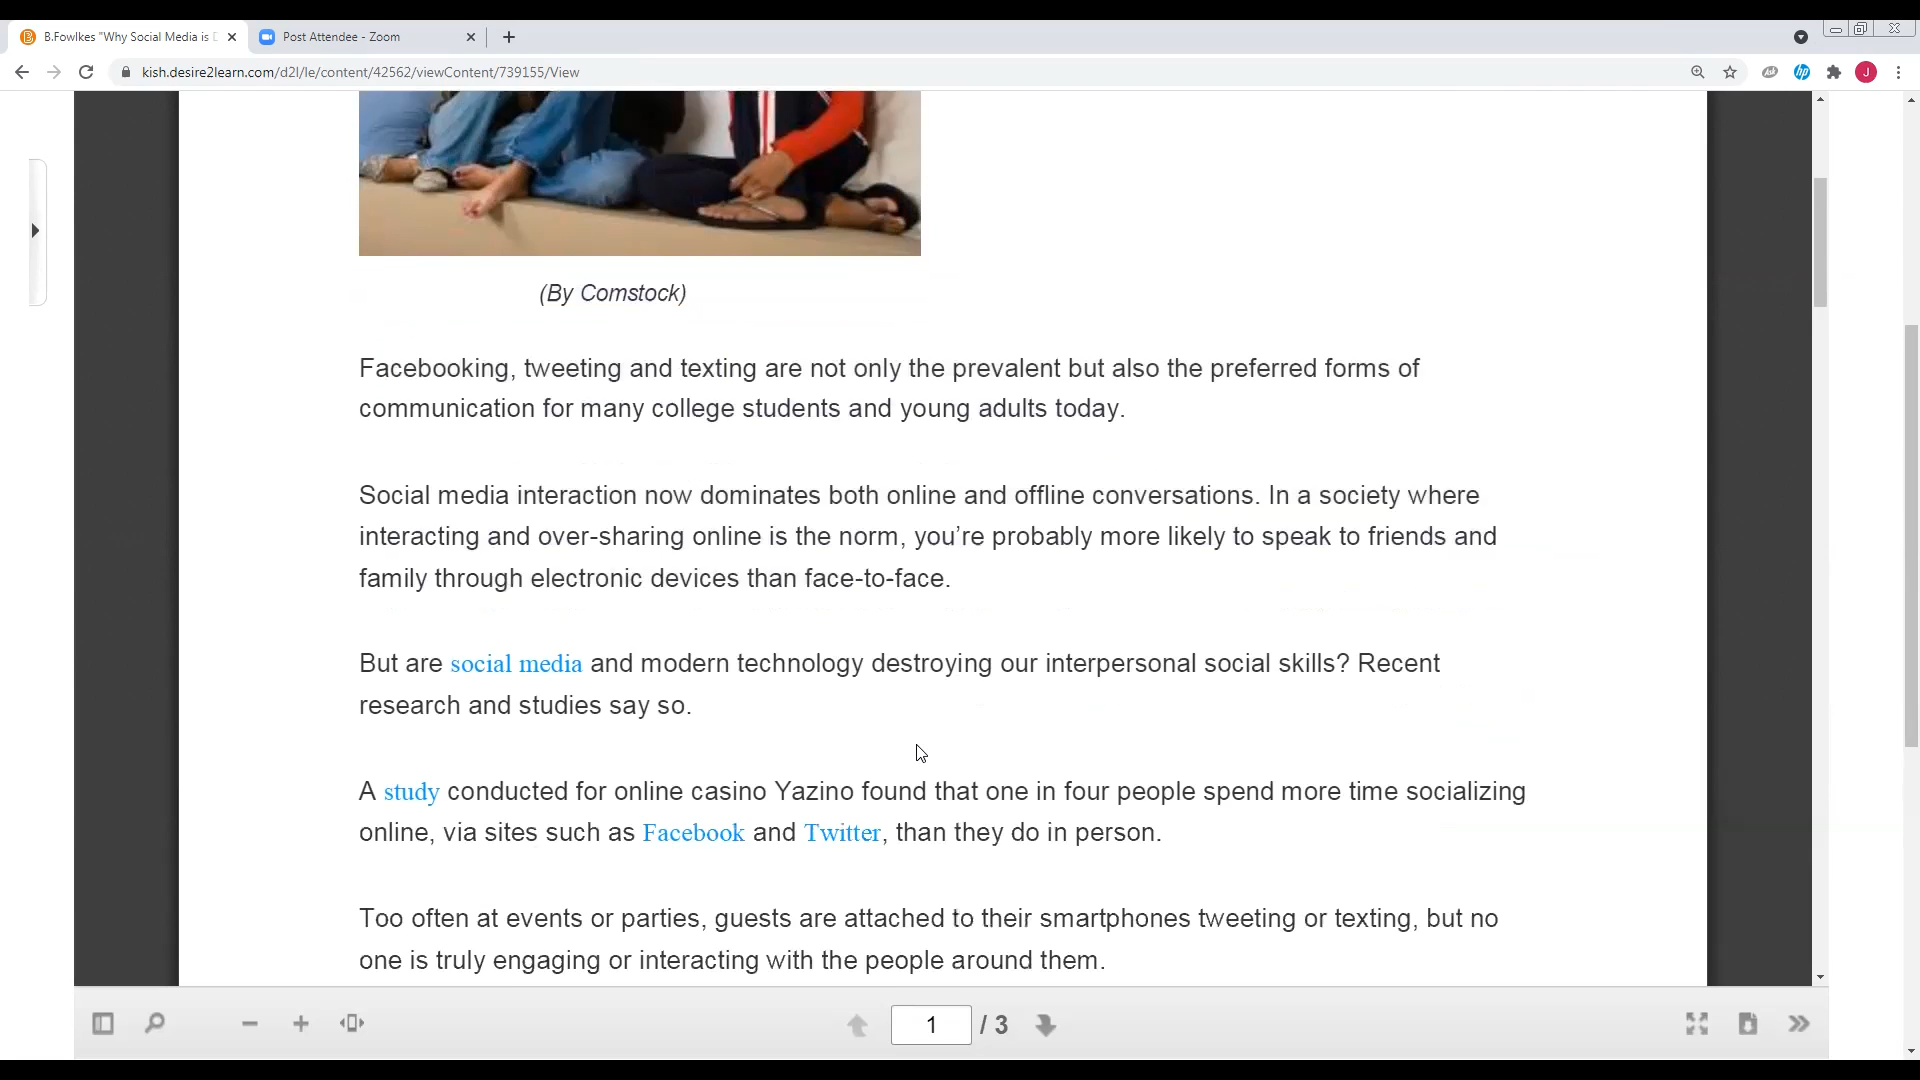 B.Fowlkes "Why Social Media is D
Post Attendee - Zoom
kish.desire2learn.com/d2l/le/content/42562/viewContent/739155/View
Ask
hp
J
(By Comstock)
Facebooking, tweeting and texting are not only the prevalent but also the preferred forms of
communication for many college students and young adults today.
Social media interaction now dominates both online and offline conversations. In a society where
interacting and over-sharing online is the norm, you’re probably more likely to speak to friends and
family through electronic devices than face-to-face.
But are social media and modern technology destroying our interpersonal social skills? Recent
research and studies say so.
A study conducted for online casino Yazino found that one in four people spend more time socializing
online, via sites such as Facebook and Twitter, than they do in person.
Too often at events or parties, guests are attached to their smartphones tweeting or texting, but no
one is truly engaging or interacting with the people around them.
1 / 3